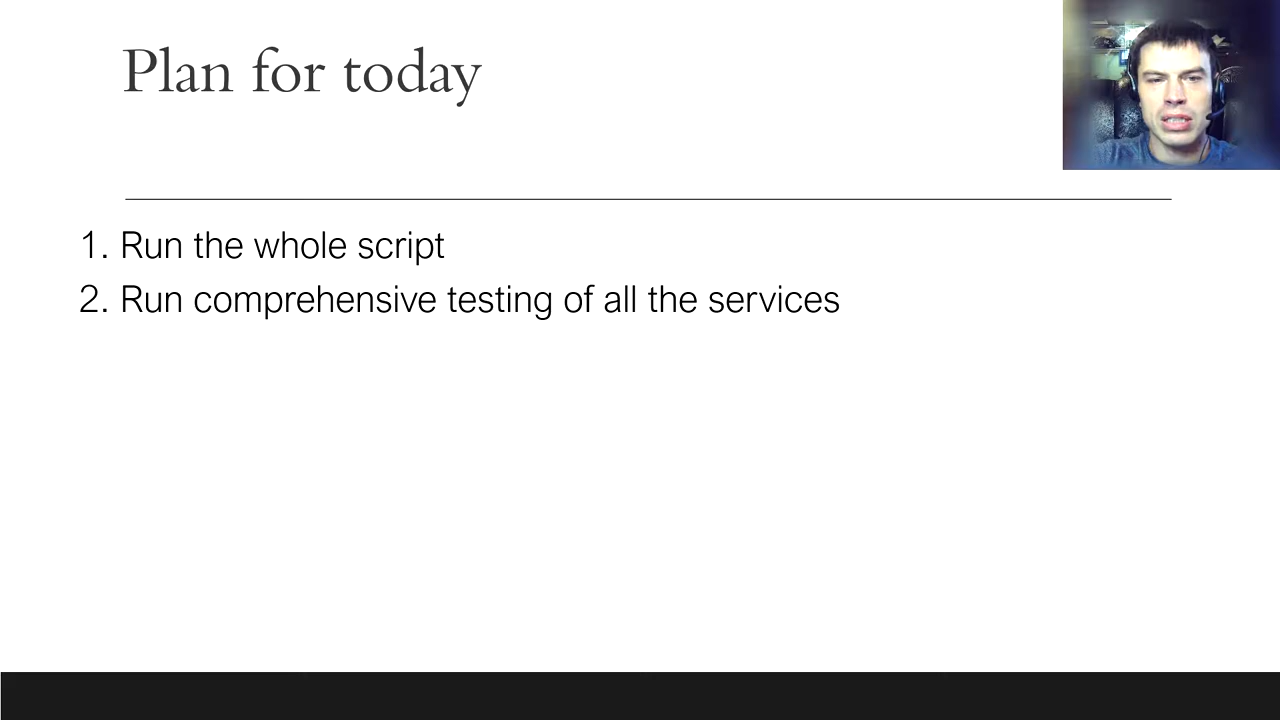 Plan for today
1. Run the whole script
2. Run comprehensive testing of all the services